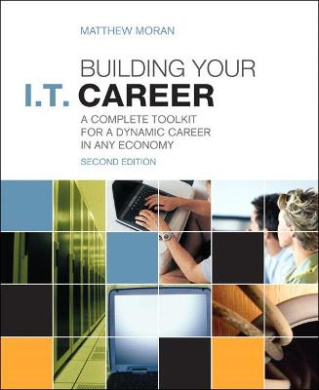 MATTHEW MORAN
BUILDING YOUR
I.T. CAREER
A COMPLETE TOOLKIT
FOR A DYNAMIC CAREER
IN ANY ECONOMY
SECOND EDITION